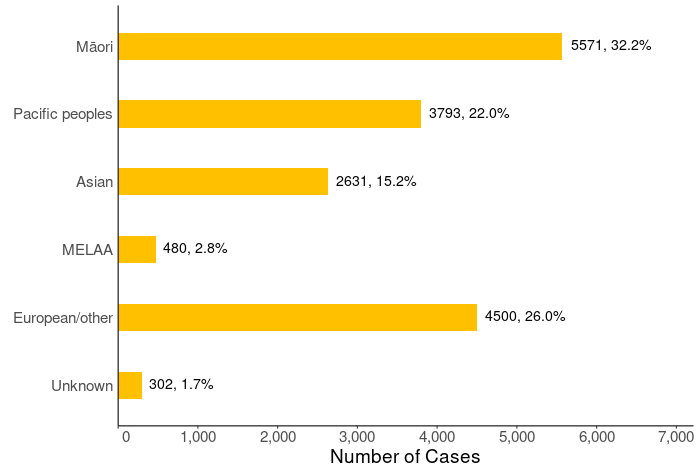 Māori 5571, 32.2%
Pacific peoples 3793, 22.0%
Asian 2631, 15.2%
MELAA 480, 2.8%
European/other 4500, 26.0%
Unknown 302, 1.7%
0 1,000 2,000 3,000 4,000 5,000 6,000 7,000
Number of Cases